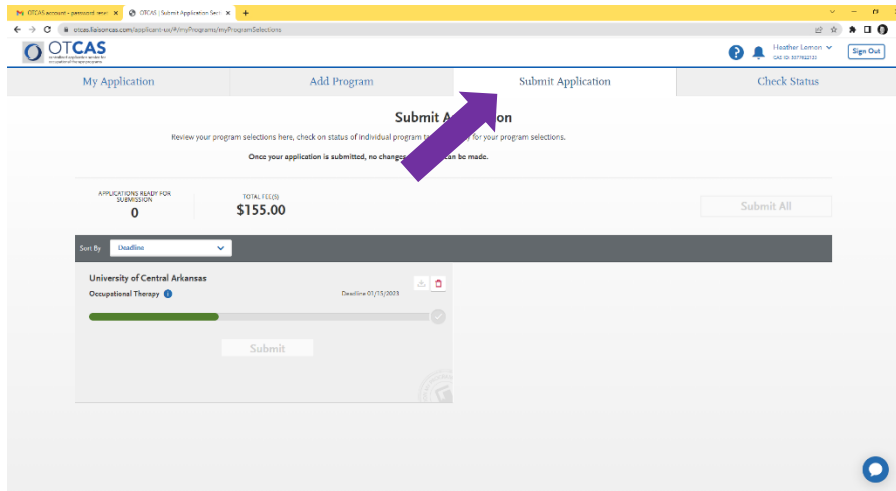 OTCAS account - password reset
OTCAS | Submit Application Secti
otcas.liaisoncas.com/applicant-ux/#/myPrograms/myProgramSelections
OTCAS
Heather Lemon
Sign Out
My Application
Add Program
Submit Application
Check Status
Submit A on
Review your program selections here, check on status of individual program for your program selections.
Once your application is submitted, no changes can be made.
APPLICATIONS READY FOR
SUBMISSION
0
TOTAL FEE(S)
$155.00
Submit All
Sort By
Deadline
University of Central Arkansas
Occupational Therapy
Deadline 01/15/2023
Submit